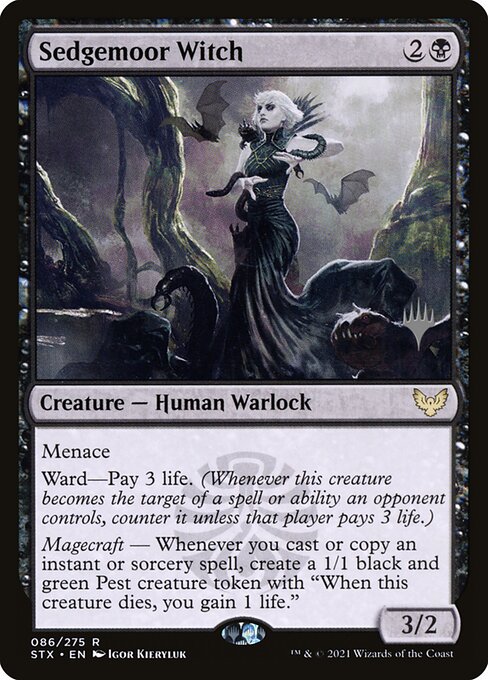 Sedgemoor Witch 2
Creature — Human Warlock
Menace
Ward—Pay 3 life. (Whenever this creature
becomes the target of a spell or ability an opponent
controls, counter it unless that player pays 3 life.)
Magecraft — Whenever you cast or copy an
instant or sorcery spell, create a 1/1 black and
green Pest creature token with “When this
creature dies, you gain 1 life.”
3/2
086/275 R
STX • EN Igor Kieryluk
™ & © 2021 Wizards of the Coast